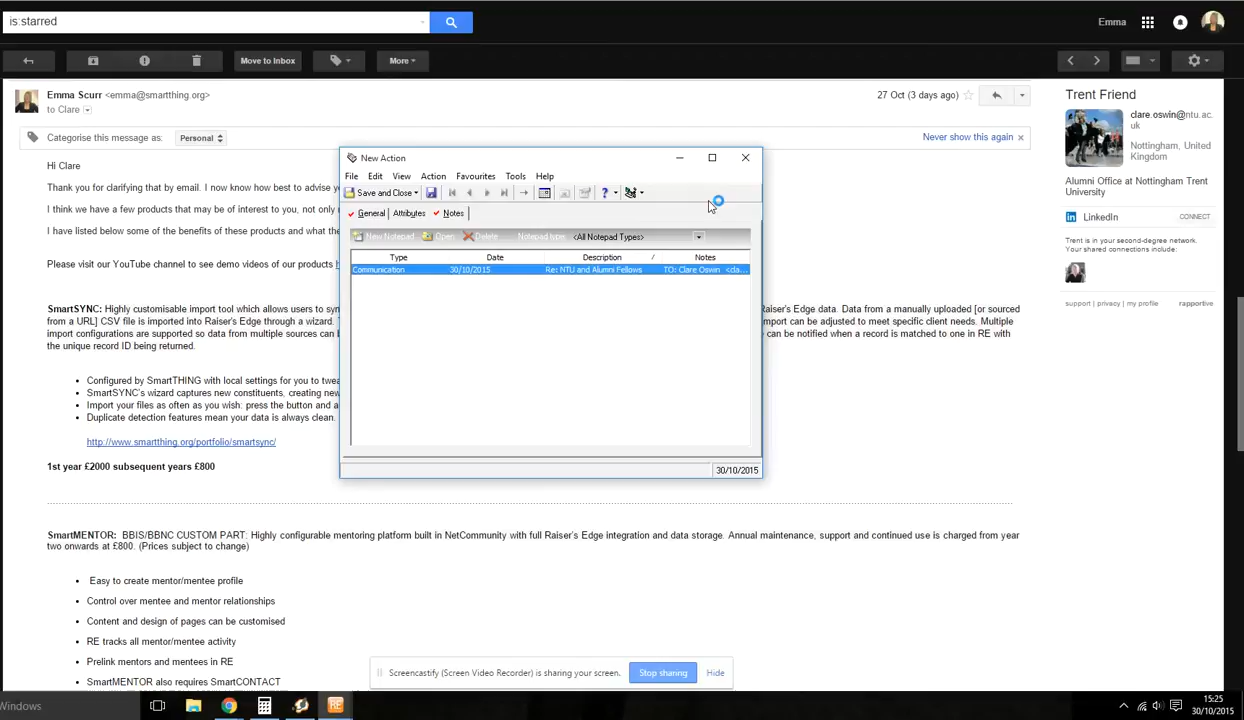 is:starred
Emma
Move to Inbox
More
Emma Scurr <emma@smartthing.org>
to Clare
27 Oct (3 days ago)
Categorise this message as: Personal
Never show this again ×
Hi Clare
Thank you for clarifying that by email. I now know how best to advise y
I think we have a few products that may be of interest to you, not only
I have listed below some of the benefits of these products and what the
Please visit our YouTube channel to see demo videos of our products h
SmartSYNC: Highly customisable import tool which allows users to syn
aiser's Edge data. Data from a manually uploaded [or sourced
from a URL] CSV file is imported into Raiser's Edge through a wizard.
mport can be adjusted to meet specific client needs. Multiple
import configurations are supported so data from multiple sources can
e can be notified when a record is matched to one in RE with
the unique record ID being returned.
• Configured by SmartTHING with local settings for you to twea
• SmartSYNC's wizard captures new constituents, creating new
• Import your files as often as you wish: press the button and a
• Duplicate detection features mean your data is always clean.
http://www.smartthing.org/portfolio/smartsync/
1st year £2000 subsequent years £800
SmartMENTOR: BBIS/BBNC CUSTOM PART: Highly configurable mentoring platform built in NetCommunity with full Raiser's Edge integration and data storage. Annual maintenance, support and continued use is charged from year
two onwards at £800. (Prices subject to change)
• Easy to create mentor/mentee profile
• Control over mentee and mentor relationships
• Content and design of pages can be customised
• RE tracks all mentor/mentee activity
• Prelink mentors and mentees in RE
• SmartMENTOR also requires SmartCONTACT
New Action
File Edit View Action Favourites Tools Help
Save and Close
General Attributes Notes
New Notepad Open Delete Notepad type <All Notepad Types>
Type Date Description Notes
Communication 30/10/2015 Re: NTU and Alumni Fellows TO: Clare Oswin <cla...
30/10/2015
Trent Friend
clare.oswin@ntu.ac.
uk
Nottingham, United
Kingdom
Alumni Office at Nottingham Trent
University
LinkedIn CONNECT
Trent is in your second-degree network.
Your shared connections include:
support | privacy | my profile rapportive
Screencastify (Screen Video Recorder) is sharing your screen. Stop sharing Hide
Windows
RE
15:25
30/10/2015